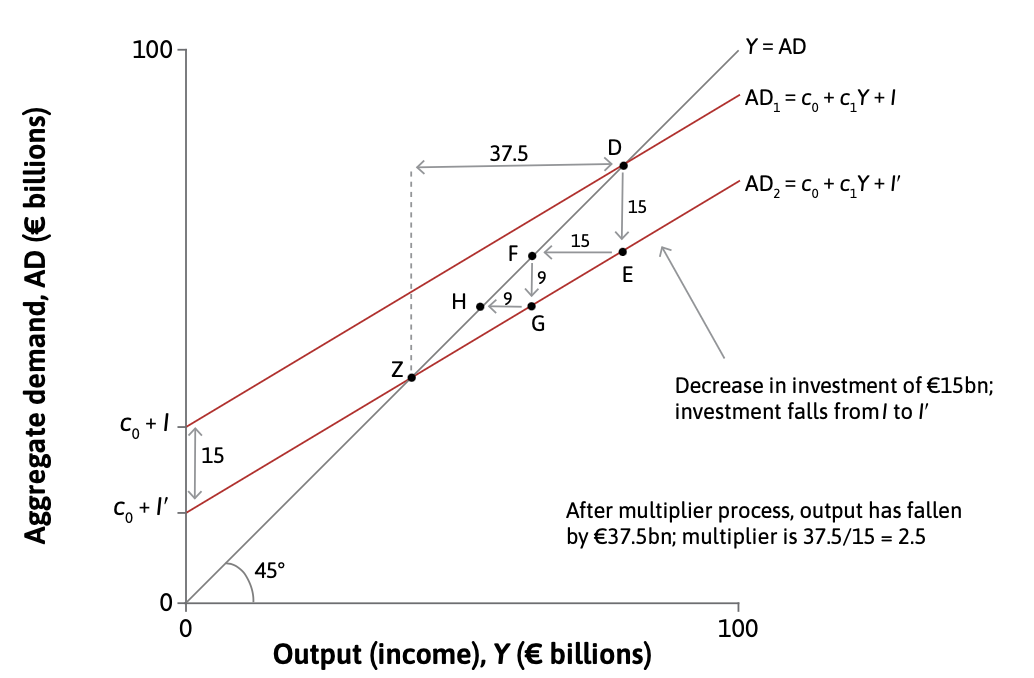 100
Y = AD
AD₁ = c₀ + c₁Y + I
D
37.5
AD₂ = c₀ + c₁Y + I′
15
15
F
E
9
H
9
G
Z
Decrease in investment of €15bn;
investment falls from I to I′
c₀ + I
15
c₀ + I′
After multiplier process, output has fallen
by €37.5bn; multiplier is 37.5/15 = 2.5
45°
0
0
100
Output (income), Y (€ billions)
Aggregate demand, AD (€ billions)